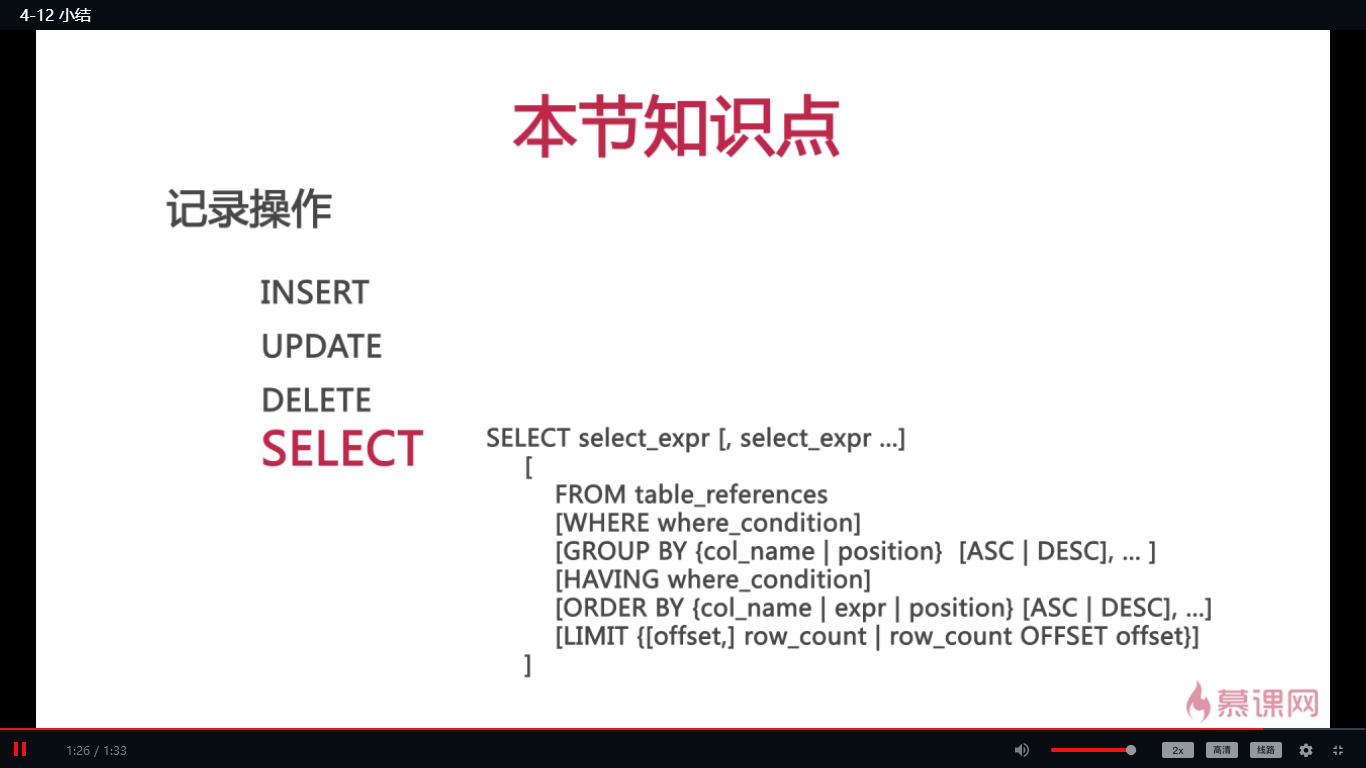 4-12 小结
本节知识点
记录操作
INSERT
UPDATE
DELETE
SELECT
SELECT select_expr [, select_expr ...]
[
FROM table_references
[WHERE where_condition]
[GROUP BY {col_name | position}  [ASC | DESC], ... ]
[HAVING where_condition]
[ORDER BY {col_name | expr | position} [ASC | DESC], ...]
[LIMIT {[offset,] row_count | row_count OFFSET offset}]
]
慕课网
1:26 / 1:33
2x
高清
线路